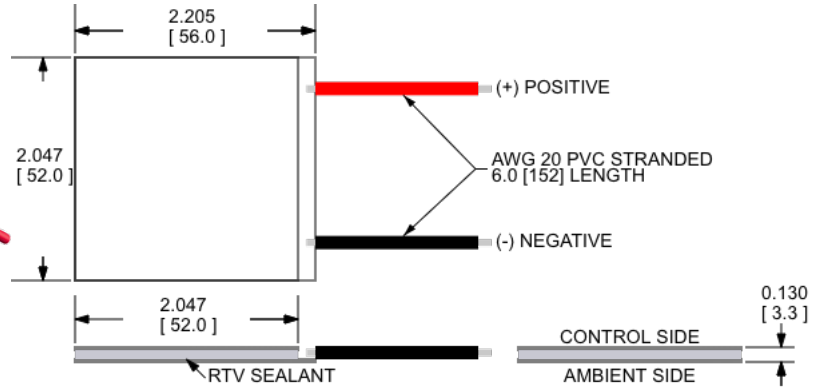 2.205
[ 56.0 ]
(+) POSITIVE
2.047
[ 52.0 ]
AWG 20 PVC STRANDED
6.0 [152] LENGTH
(-) NEGATIVE
2.047
[ 52.0 ]
0.130
[ 3.3 ]
CONTROL SIDE
RTV SEALANT
AMBIENT SIDE